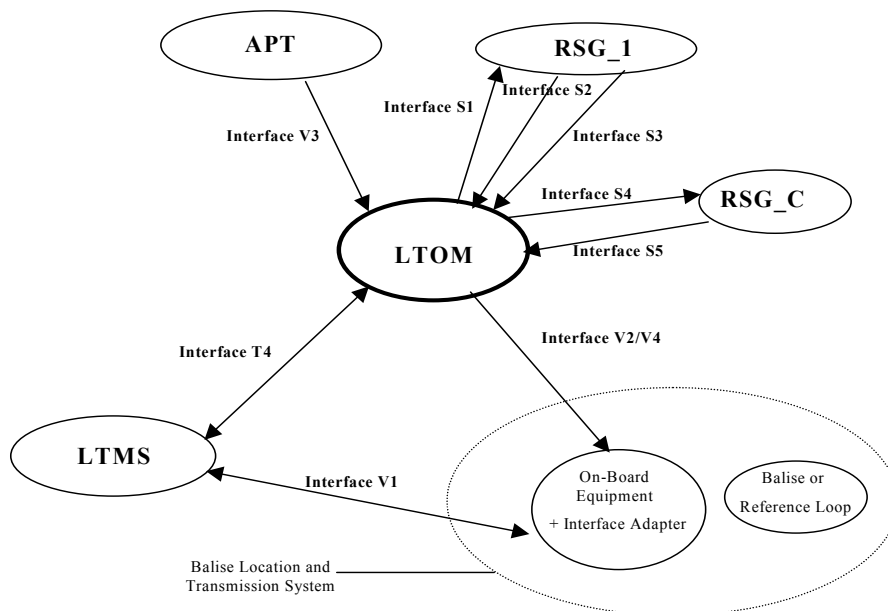 APT
RSG_1
Interface S1
Interface S2
Interface V3
Interface S3
Interface S4
RSG_C
LTOM
Interface S5
Interface T4
Interface V2/V4
LTMS
Interface V1
On-Board
Equipment
+ Interface Adapter
Balise or
Reference Loop
Balise Location and
Transmission System